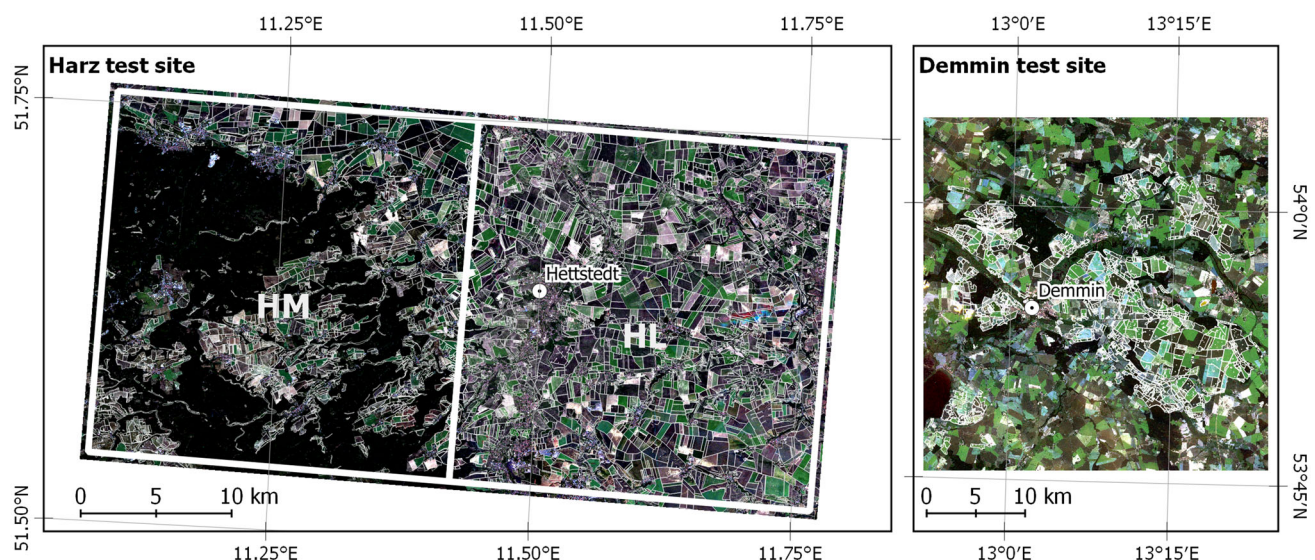 11.25°E 11.50°E 11.75°E 13°0'E 13°15'E
Harz test site
Demmin test site
51.75°N
54°0'N
Hettstedt
Demmin
HM
HL
0 5 10 km
0 5 10 km
53°45'N
51.50°N
11.25°E 11.50°E 11.75°E 13°0'E 13°15'E